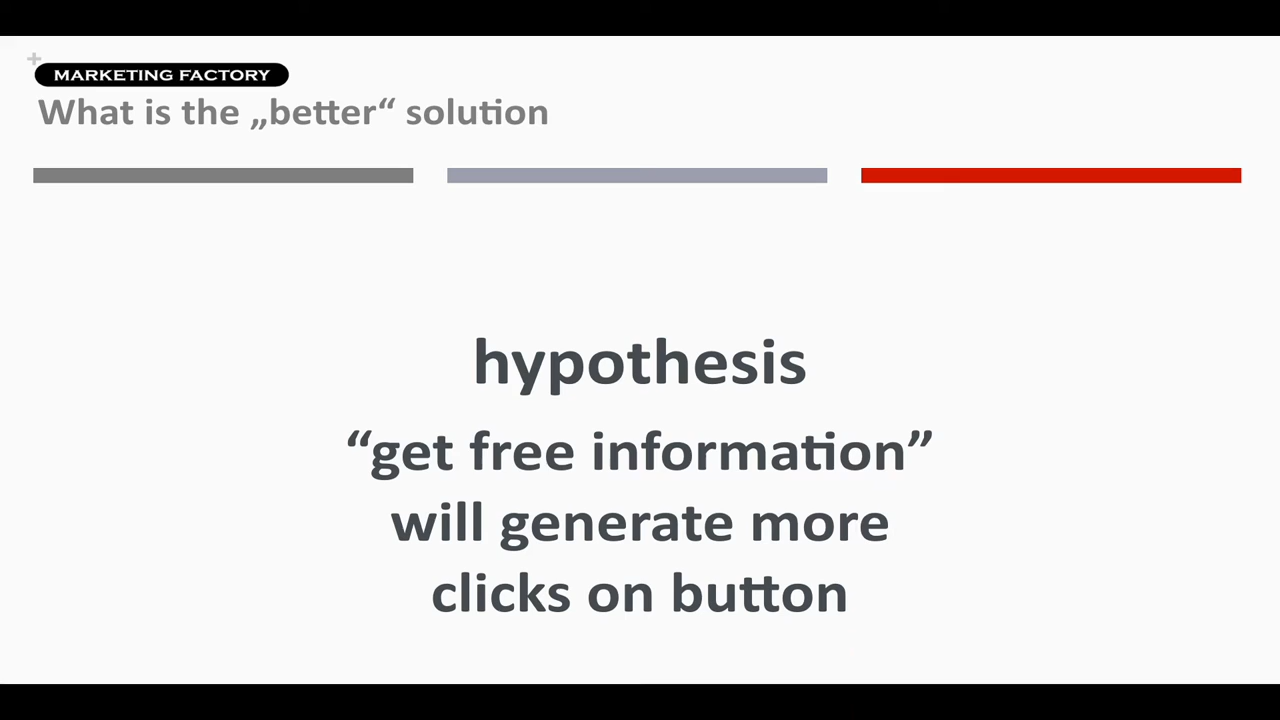 +
MARKETING FACTORY
What is the „better“ solution
hypothesis
“get free information”
will generate more
clicks on button